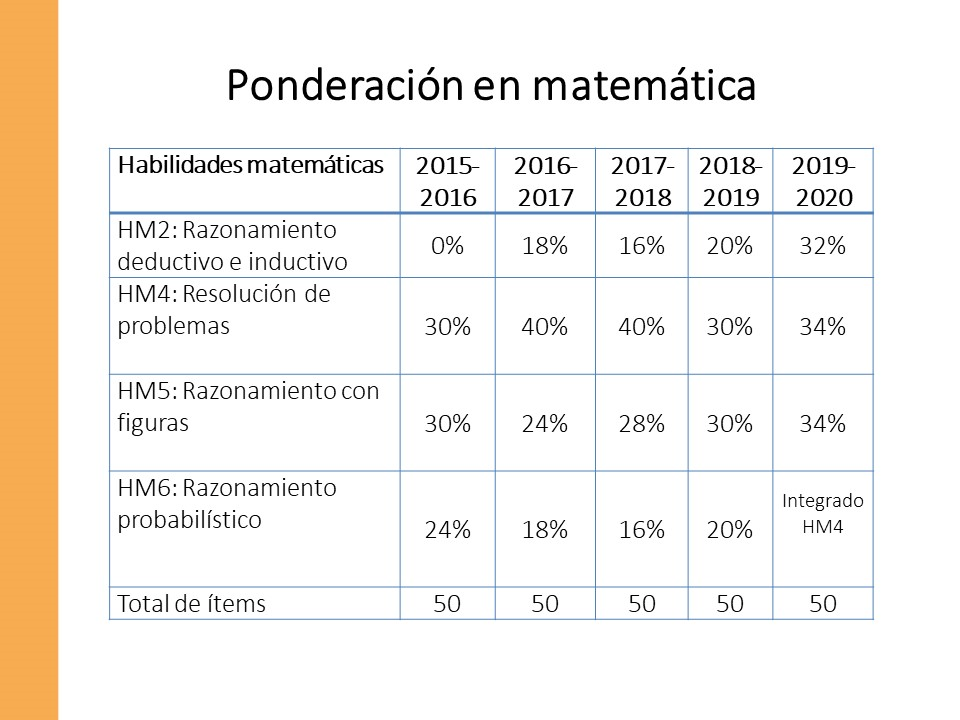 Ponderación en matemática
Habilidades matemáticas 2015-2016 2016-2017 2017-2018 2018-2019 2019-2020
HM2: Razonamiento deductivo e inductivo 0% 18% 16% 20% 32%
HM4: Resolución de problemas 30% 40% 40% 30% 34%
HM5: Razonamiento con figuras 30% 24% 28% 30% 34%
HM6: Razonamiento probabilístico 24% 18% 16% 20% Integrado HM4
Total de ítems 50 50 50 50 50